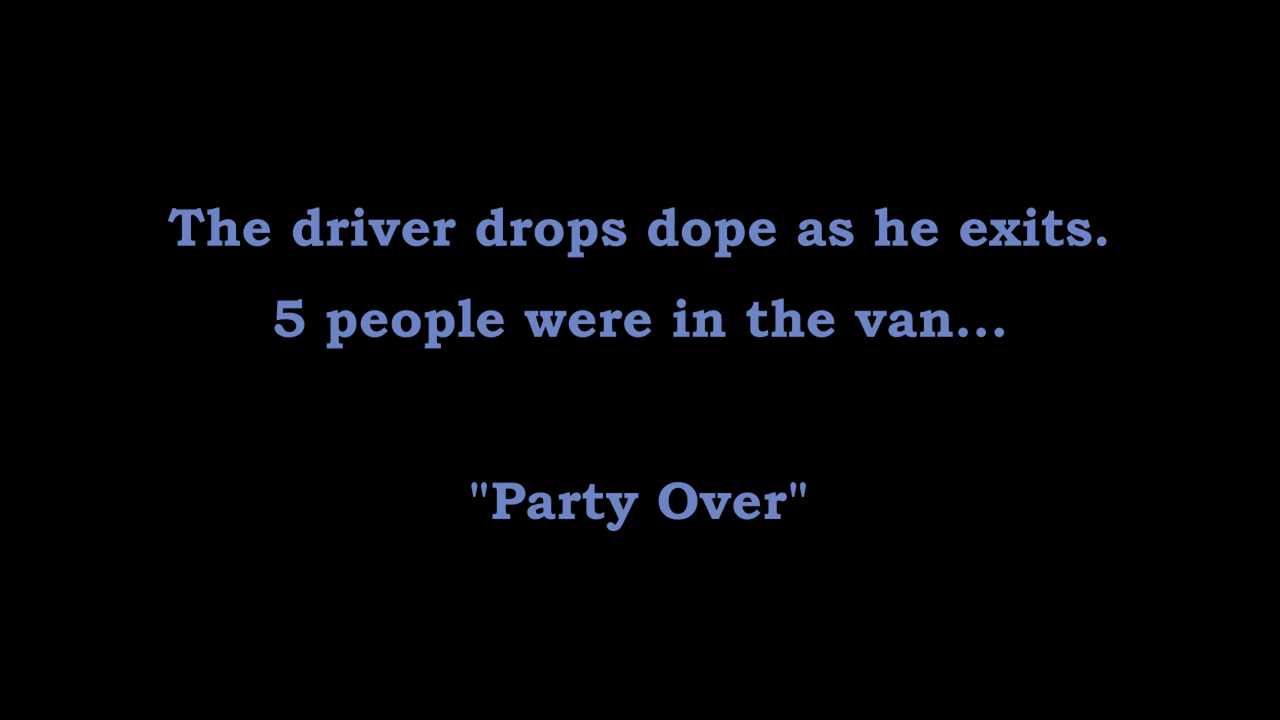 The driver drops dope as he exits.
5 people were in the van...
"Party Over"